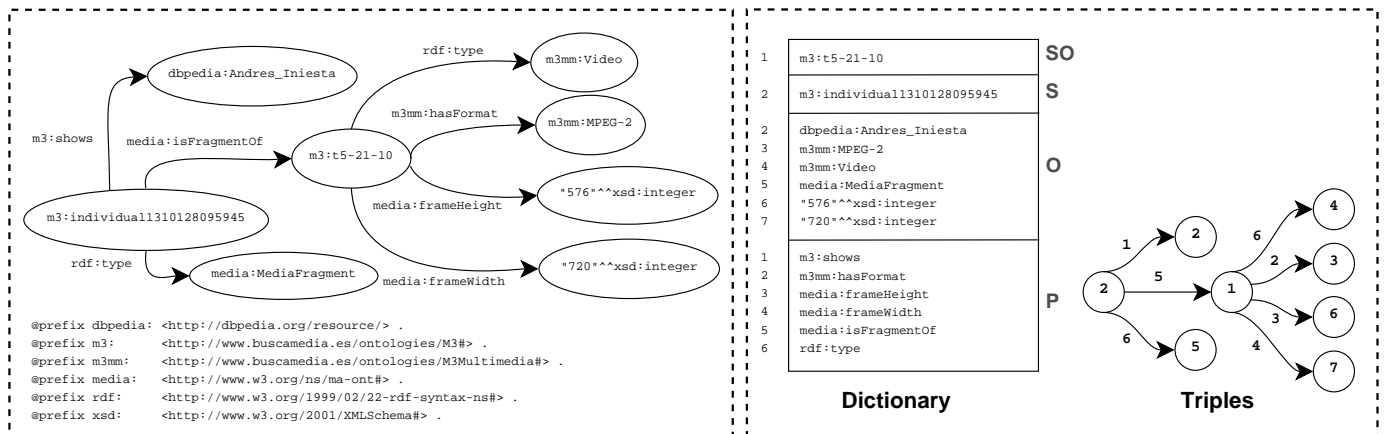 rdf:type
m3mm:Video
dbpedia:Andres_Iniesta
m3mm:hasFormat
m3mm:MPEG-2
m3:shows
media:isFragmentOf
m3:t5-21-10
"576"^^xsd:integer
media:frameHeight
m3:individual1310128095945
rdf:type
media:MediaFragment
"720"^^xsd:integer
media:frameWidth
@prefix dbpedia: <http://dbpedia.org/resource/> .
@prefix m3: <http://www.buscamedia.es/ontologies/M3#> .
@prefix m3mm: <http://www.buscamedia.es/ontologies/M3Multimedia#> .
@prefix media: <http://www.w3.org/ns/ma-ont#> .
@prefix rdf: <http://www.w3.org/1999/02/22-rdf-syntax-ns#> .
@prefix xsd: <http://www.w3.org/2001/XMLSchema#> .
1 m3:t5-21-10 SO
2 m3:individual1310128095945 S
2 dbpedia:Andres_Iniesta
3 m3mm:MPEG-2
4 m3mm:Video O
5 media:MediaFragment
6 "576"^^xsd:integer
7 "720"^^xsd:integer
1 m3:shows
2 m3mm:hasFormat
3 media:frameHeight P
4 media:frameWidth
5 media:isFragmentOf
6 rdf:type
Dictionary
4
1 2 6
2 3
2 5 1
3 6
6 5 4
7
Triples